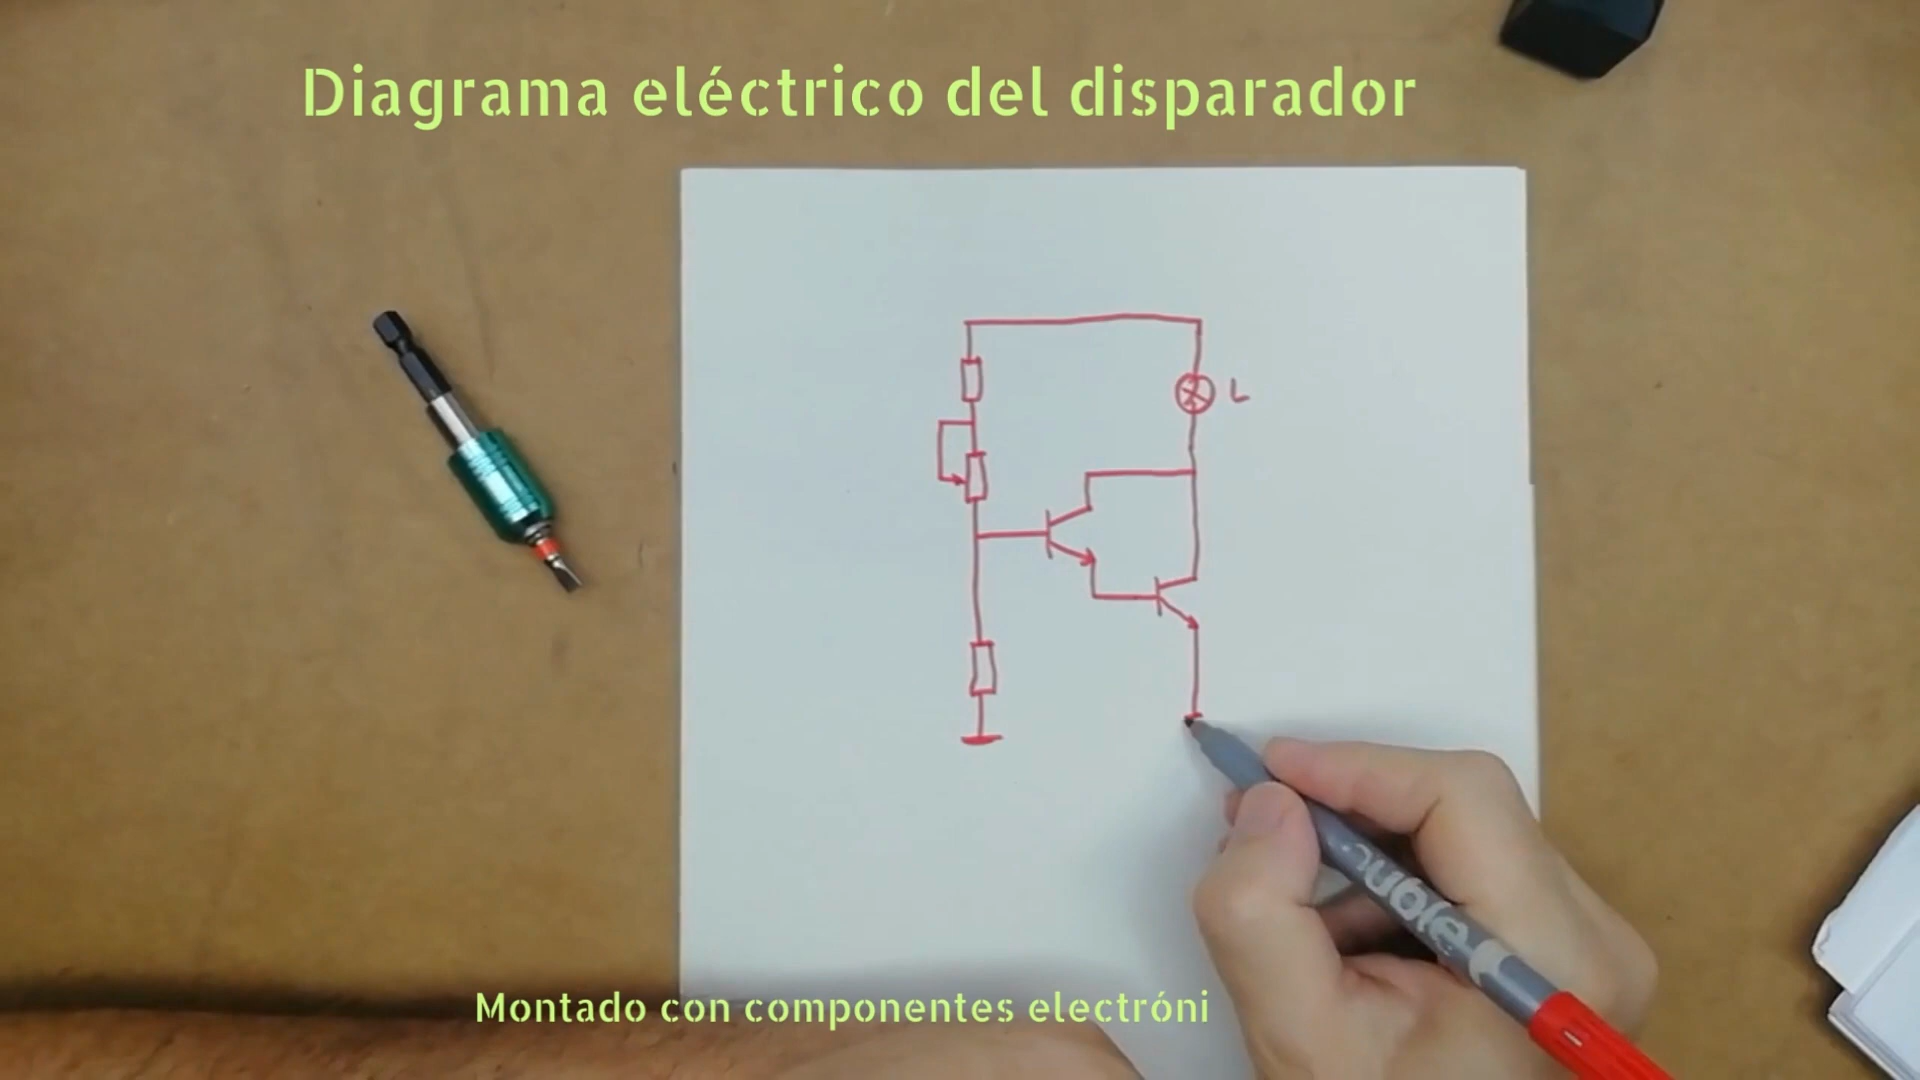 Diagrama eléctrico del disparador
L
Montado con componentes electróni